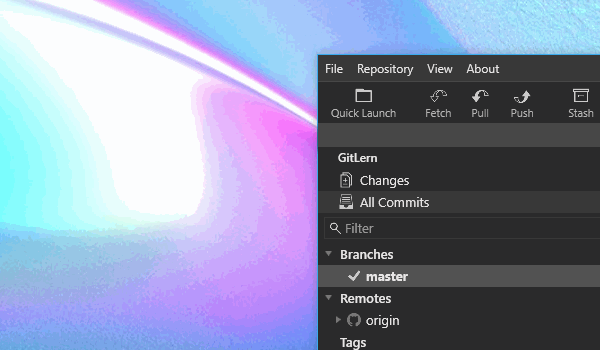 File Repository View About
Quick Launch Fetch Pull Push Stash
GitLern
Changes
All Commits
Filter
Branches
master
Remotes
origin
Tags